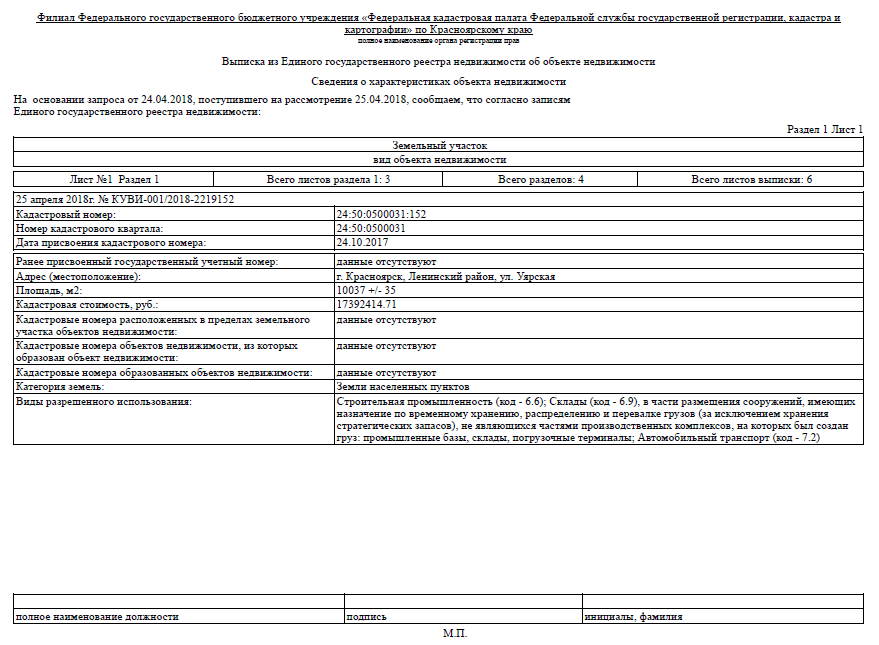 Филиал Федерального государственного бюджетного учреждения «Федеральная кадастровая палата Федеральной службы государственной регистрации, кадастра и
картографии» по Красноярскому краю
полное наименование органа регистрации прав
Выписка из Единого государственного реестра недвижимости об объекте недвижимости
Сведения о характеристиках объекта недвижимости
На основании запроса от 24.04.2018, поступившего на рассмотрение 25.04.2018, сообщаем, что согласно записям
Единого государственного реестра недвижимости:
Раздел 1 Лист 1
Земельный участок
вид объекта недвижимости
Лист №1 Раздел 1 Всего листов раздела 1: 3 Всего разделов: 4 Всего листов выписки: 6
25 апреля 2018г. № КУВИ-001/2018-2219152
Кадастровый номер: 24:50:0500031:152
Номер кадастрового квартала: 24:50:0500031
Дата присвоения кадастрового номера: 24.10.2017
Ранее присвоенный государственный учетный номер: данные отсутствуют
Адрес (местоположение): г. Красноярск, Ленинский район, ул. Уярская
Площадь, м2: 10037 +/- 35
Кадастровая стоимость, руб.: 17392414.71
Кадастровые номера расположенных в пределах земельного данные отсутствуют
участка объектов недвижимости:
Кадастровые номера объектов недвижимости, из которых данные отсутствуют
образован объект недвижимости:
Кадастровые номера образованных объектов недвижимости: данные отсутствуют
Категория земель: Земли населенных пунктов
Виды разрешенного использования: Строительная промышленность (код - 6.6); Склады (код - 6.9), в части размещения сооружений, имеющих
назначение по временному хранению, распределению и перевалке грузов (за исключением хранения
стратегических запасов), не являющихся частями производственных комплексов, на которых был создан
груз: промышленные базы, склады, погрузочные терминалы; Автомобильный транспорт (код - 7.2)
полное наименование должности подпись инициалы, фамилия
М.П.